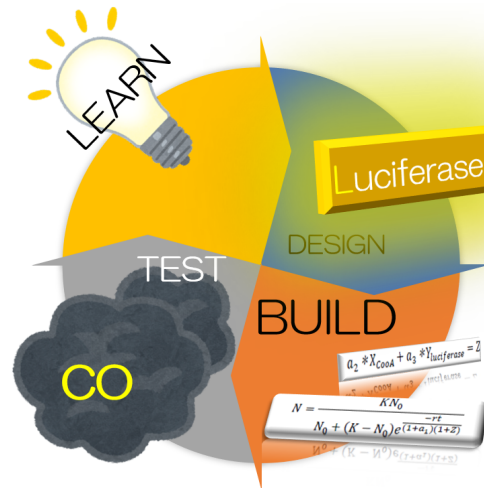 LEARN
Luciferase
DESIGN
TEST
BUILD
CO
a₂ *X_CooA + a₃ *Y_luciferase = Z
N = KN₀ / N₀ + (K − N₀)e^(−rt / (1+a₁)(1+Z))